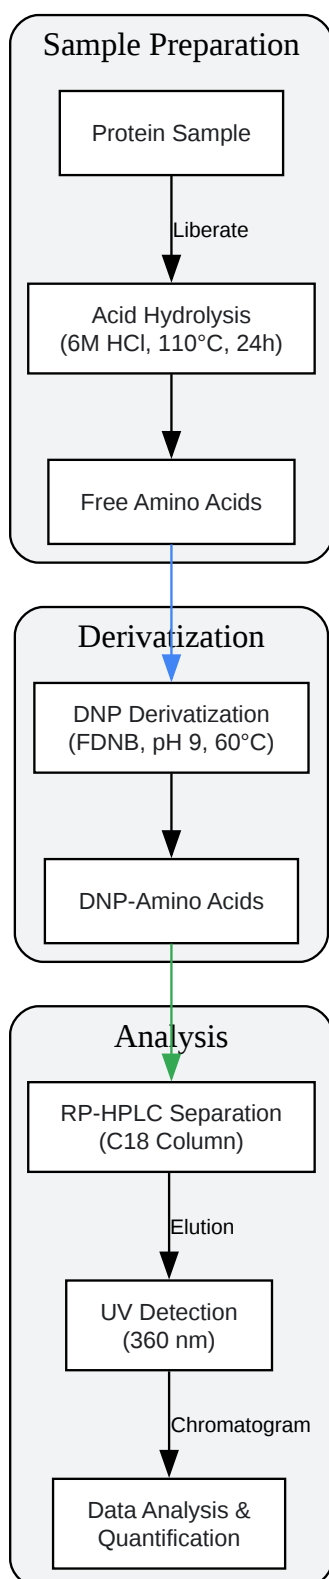 Sample Preparation
Protein Sample
Liberate
Acid Hydrolysis
(6M HCl, 110°C, 24h)
Free Amino Acids
Derivatization
DNP Derivatization
(FDNB, pH 9, 60°C)
DNP-Amino Acids
Analysis
RP-HPLC Separation
(C18 Column)
Elution
UV Detection
(360 nm)
Chromatogram
Data Analysis &
Quantification